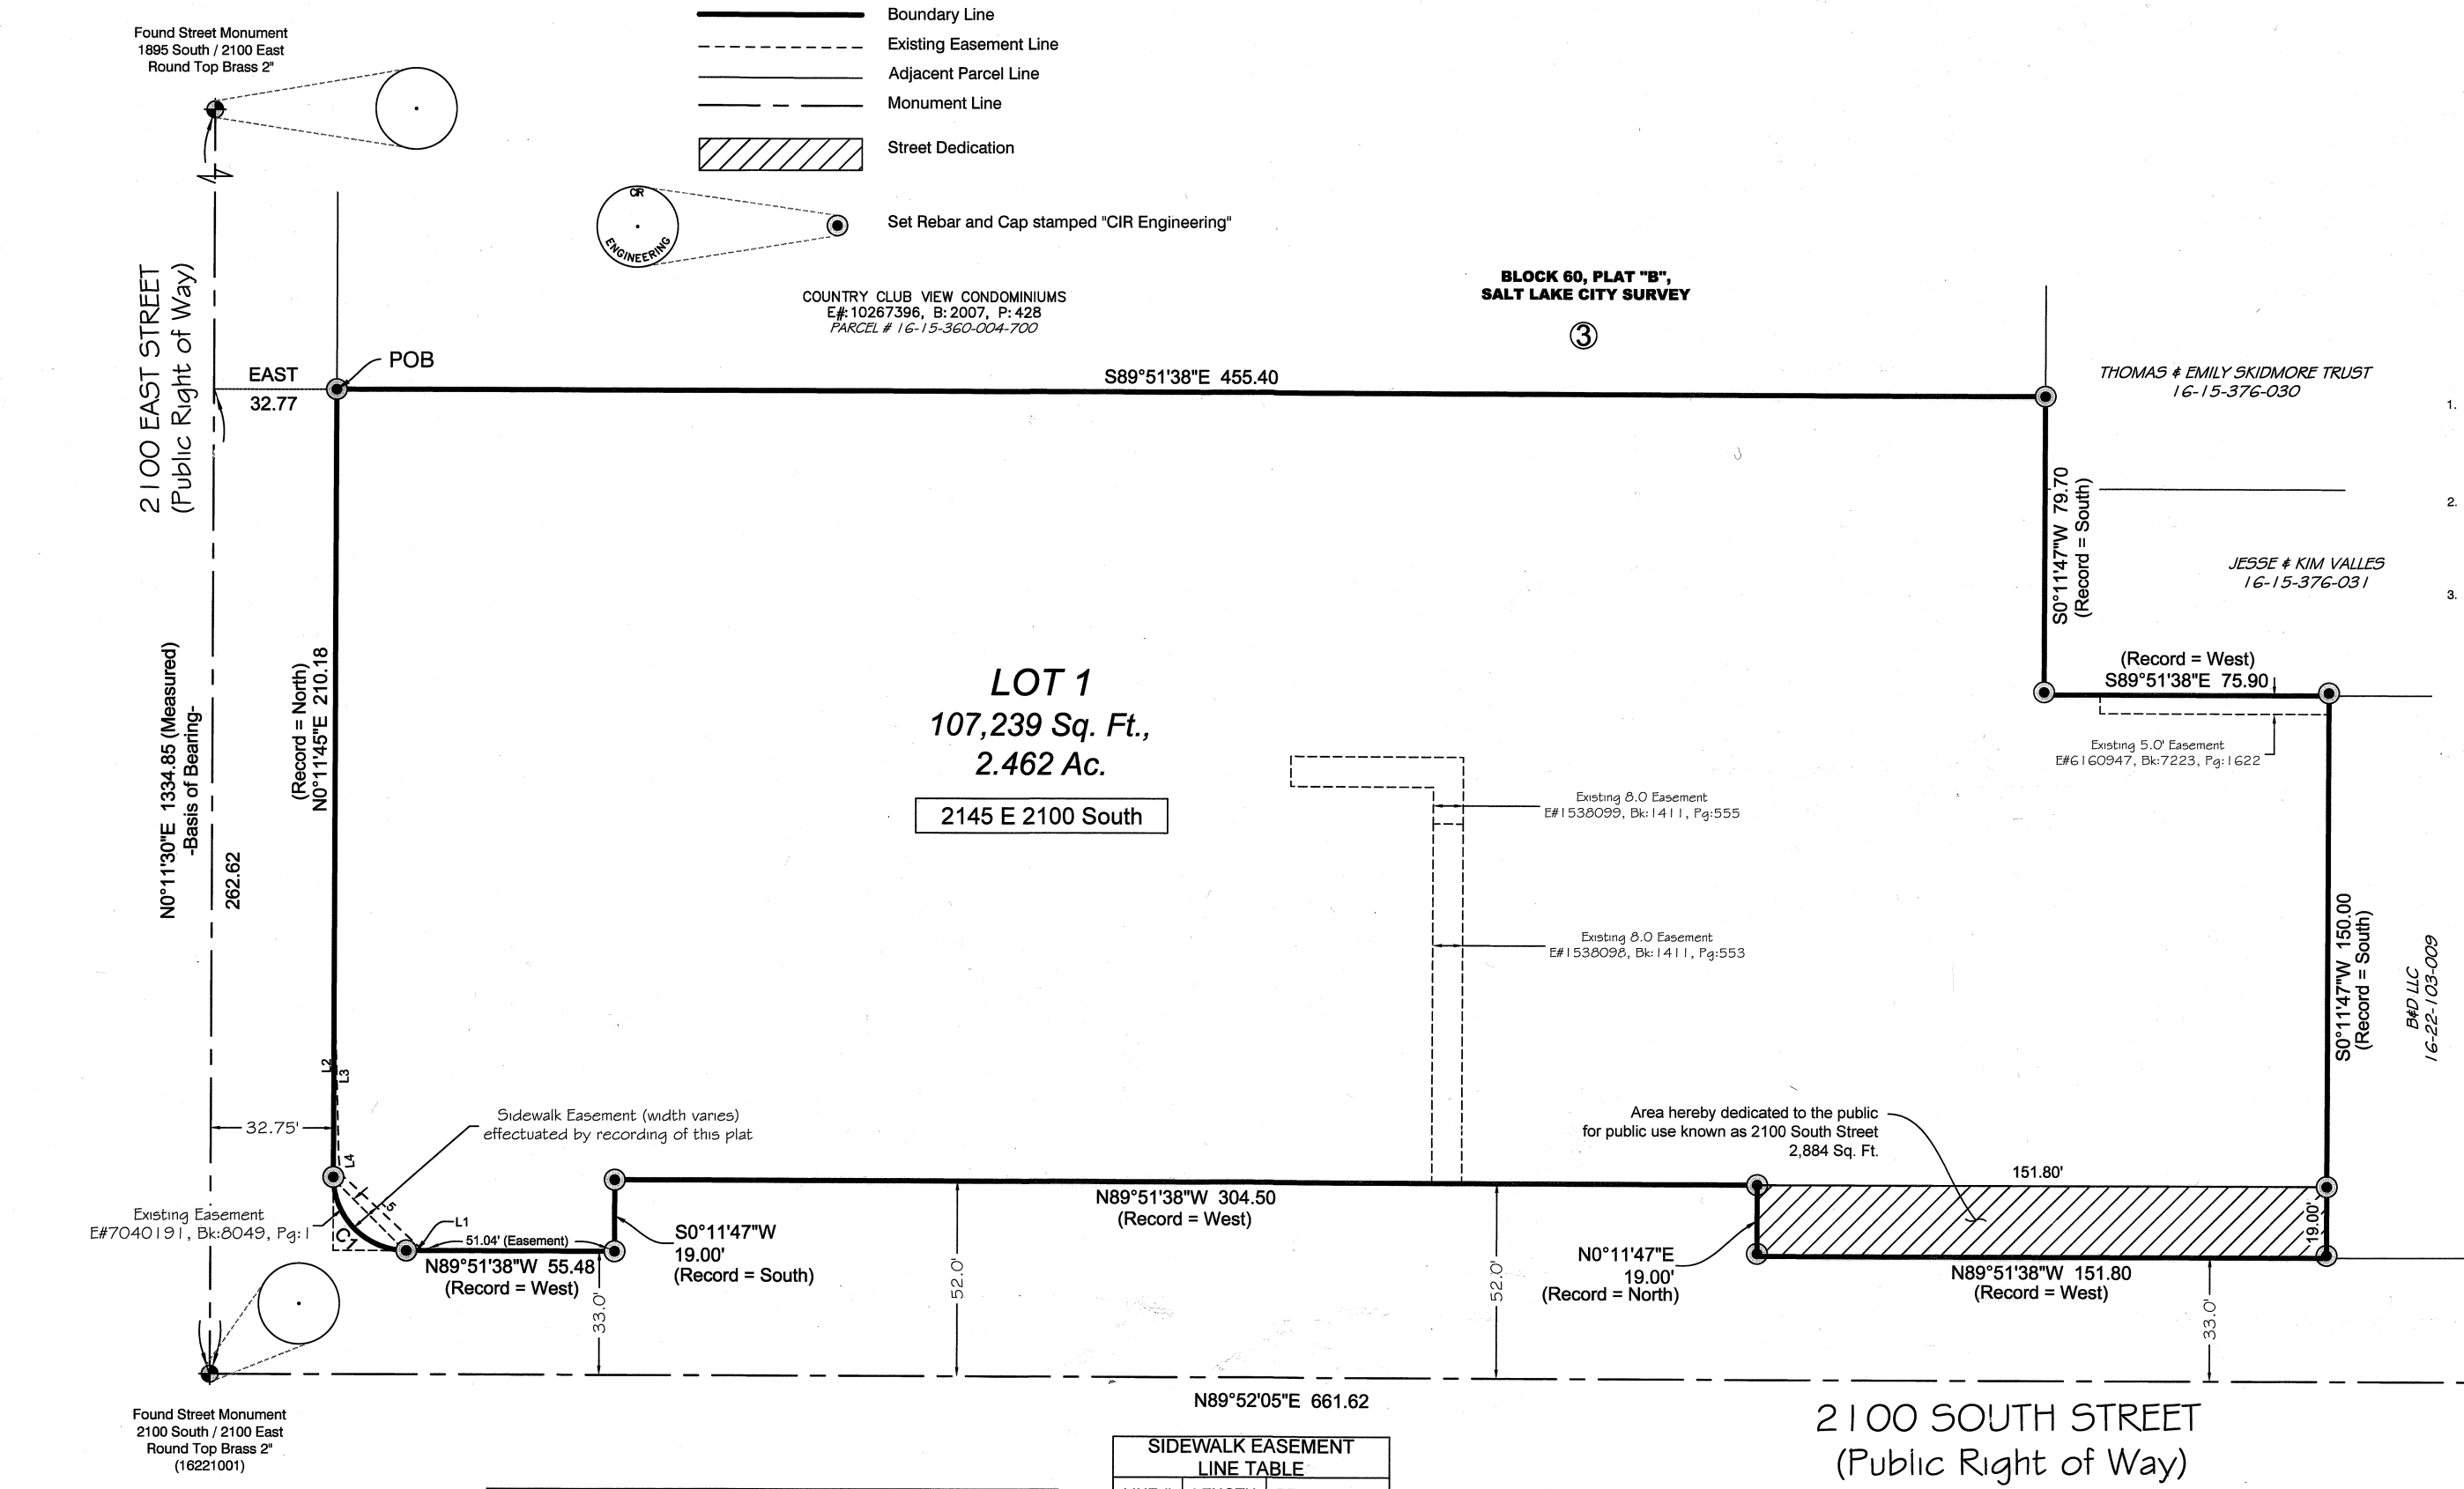 Boundary Line
Existing Easement Line
Adjacent Parcel Line
Monument Line
Street Dedication
CIR
ENGINEERING
Set Rebar and Cap stamped "CIR Engineering"
Found Street Monument
1895 South / 2100 East
Round Top Brass 2"
2100 EAST STREET
(Public Right of Way)
COUNTRY CLUB VIEW CONDOMINIUMS
E#:10267396, B:2007, P:428
PARCEL # 16-15-360-004-700
BLOCK 60, PLAT "B",
SALT LAKE CITY SURVEY
3
POB
EAST
32.77
S89°51'38"E 455.40
THOMAS & EMILY SKIDMORE TRUST
16-15-376-030
1.
2.
3.
S0°11'47"W 79.70
(Record = South)
JESSE & KIM VALLES
16-15-376-031
(Record = West)
S89°51'38"E 75.90
Existing 5.0' Easement
E#6160947, Bk:7223, Pg:1622
N0°11'30"E 1334.85 (Measured)
-Basis of Bearing-
262.62
(Record = North)
N0°11'45"E 210.18
LOT 1
107,239 Sq. Ft.,
2.462 Ac.
2145 E 2100 South
Existing 8.0 Easement
E#1538099, Bk:1411, Pg:555
Existing 8.0 Easement
E#1538098, Bk:1411, Pg:553
S0°11'47"W 150.00
(Record = South)
B&D LLC
16-22-103-009
L2
L3
L4
32.75'
Sidewalk Easement (width varies)
effectuated by recording of this plat
Area hereby dedicated to the public
for public use known as 2100 South Street
2,884 Sq. Ft.
151.80'
19.00'
Existing Easement
E#7040191, Bk:8049, Pg:1
C1
L5
L1
51.04' (Easement)
N89°51'38"W 55.48
(Record = West)
S0°11'47"W
19.00'
(Record = South)
N89°51'38"W 304.50
(Record = West)
33.0'
52.0'
52.0'
N0°11'47"E
19.00'
(Record = North)
N89°51'38"W 151.80
(Record = West)
33.0'
N89°52'05"E 661.62
Found Street Monument
2100 South / 2100 East
Round Top Brass 2"
(16221001)
2100 SOUTH STREET
(Public Right of Way)
SIDEWALK EASEMENT
LINE TABLE